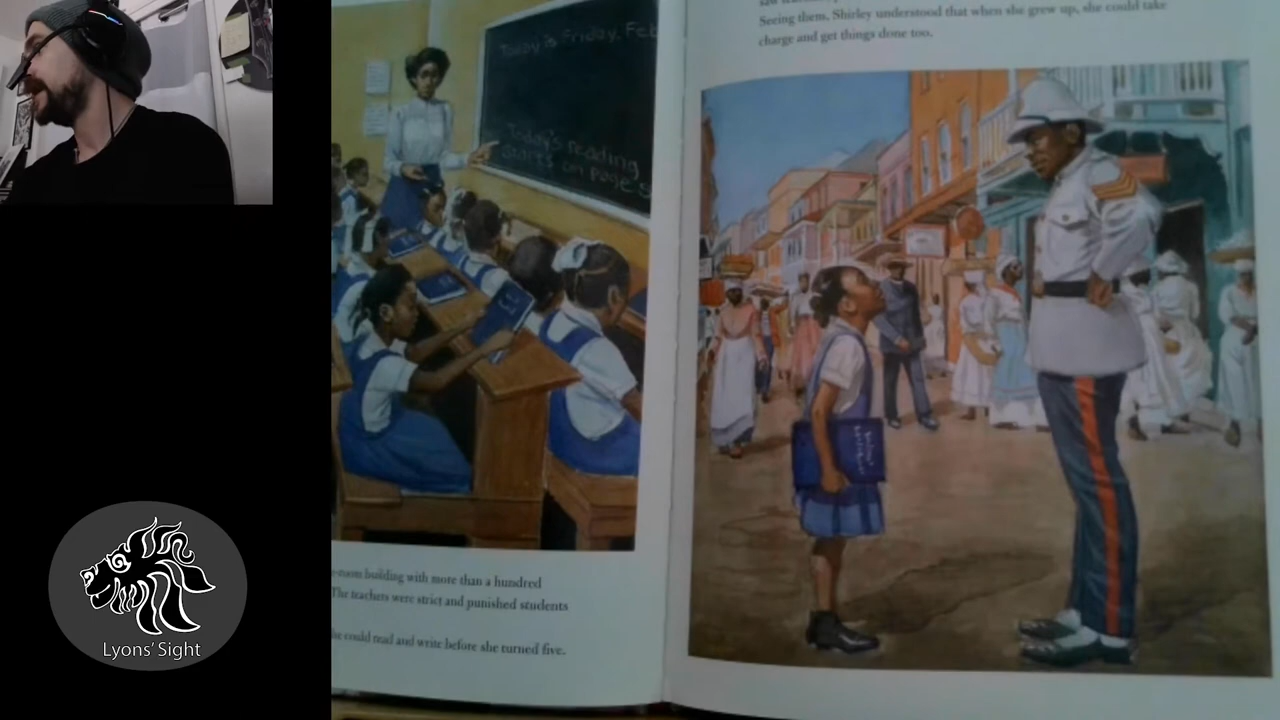 Today is Friday, Feb
Today's reading
starts on page 5
e-room building with more than a hundred
The teachers were strict and punished students
he could read and write before she turned five.
Seeing them, Shirley understood that when she grew up, she could take
charge and get things done too.
Lyons' Sight